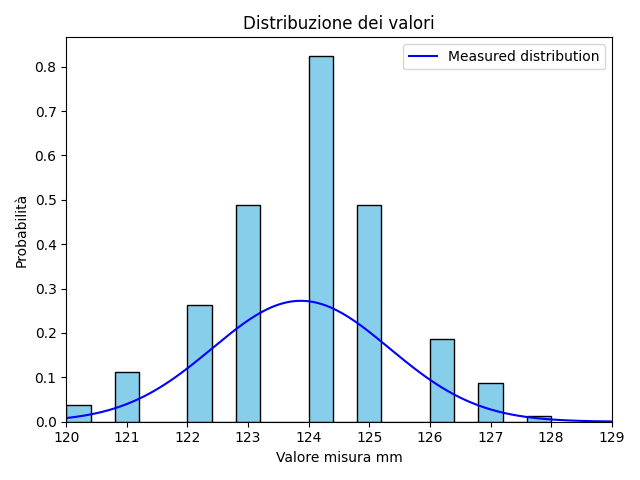 Distribuzione dei valori
Measured distribution
Probabilità
0.8
0.7
0.6
0.5
0.4
0.3
0.2
0.1
0.0
120 121 122 123 124 125 126 127 128 129
Valore misura mm